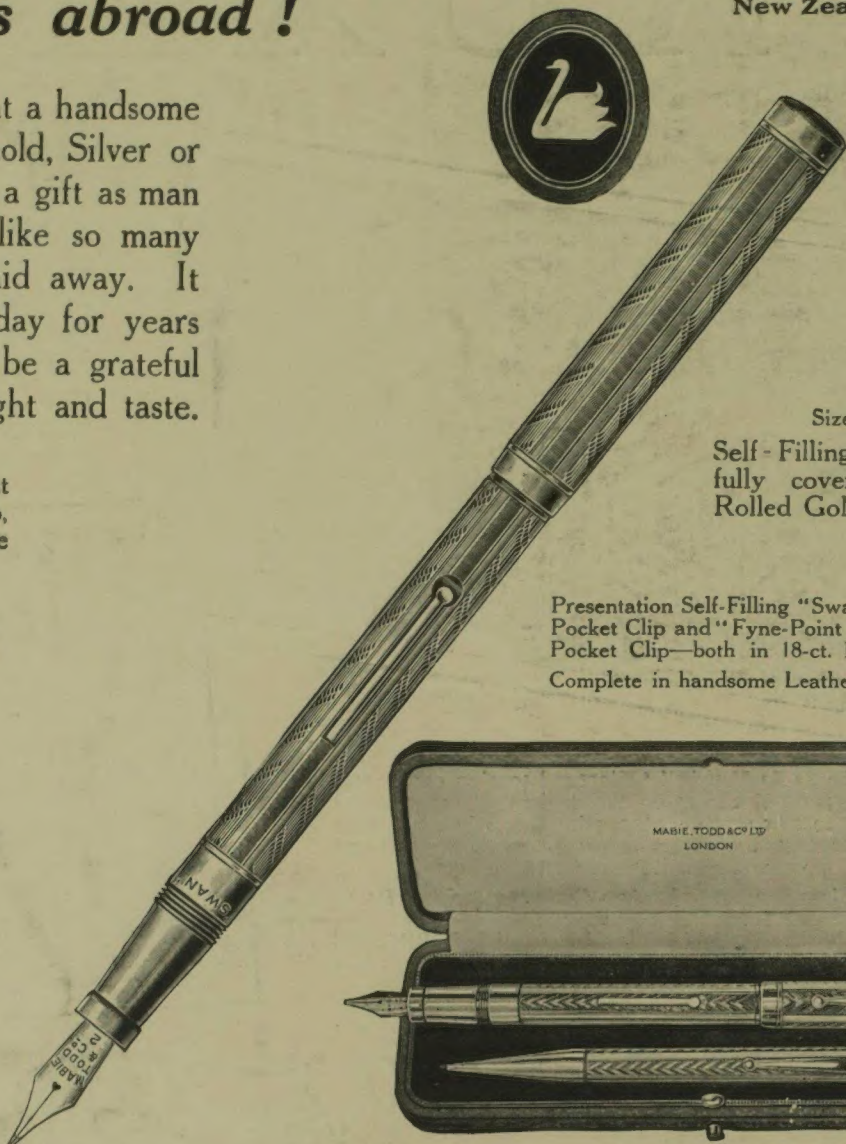 s abroad !
New Zea
t a handsome
old, Silver or
a gift as man
like so many
id away. It
day for years
be a grateful
ght and taste.
t
,
e
Size
Self-Filling
fully cover
Rolled Gol
Presentation Self-Filling "Swa
Pocket Clip and "Fyne-Point
Pocket Clip—both in 18-ct.
Complete in handsome Leathe
MABIE, TODD & Co LTD
LONDON
"SWAN"
MABIE
TODD
& Co.
2